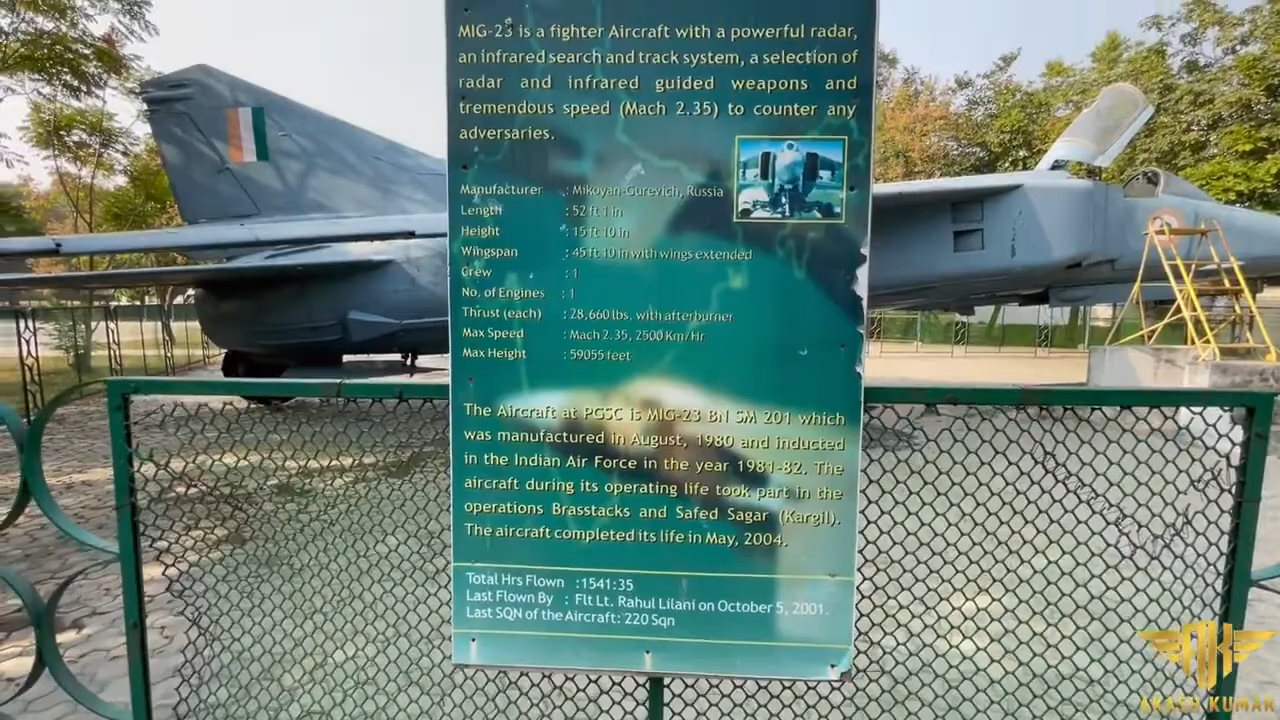 MIG-23 is a fighter Aircraft with a powerful radar,
an infrared search and track system, a selection of
radar and infrared guided weapons and
tremendous speed (Mach 2.35) to counter any
adversaries.
Manufacturer : Mikoyan-Gurevich, Russia
Length : 52 ft 1 in
Height : 15 ft 10 in
Wingspan : 45 ft 10 in with wings extended
Crew : 1
No. of Engines : 1
Thrust (each) : 28,660 lbs. with afterburner
Max Speed : Mach 2.35, 2500 Km/Hr
Max Height : 59055 feet
The Aircraft at PGSC is MIG-23 BN SM 201 which
was manufactured in August, 1980 and inducted
in the Indian Air Force in the year 1981-82. The
aircraft during its operating life took part in the
operations Brasstacks and Safed Sagar (Kargil).
The aircraft completed its life in May, 2004.
Total Hrs Flown :1541:35
Last Flown By : Flt Lt. Rahul Lilani on October 5, 2001.
Last SQN of the Aircraft: 220 Sqn
AK
AKASH KUMAR